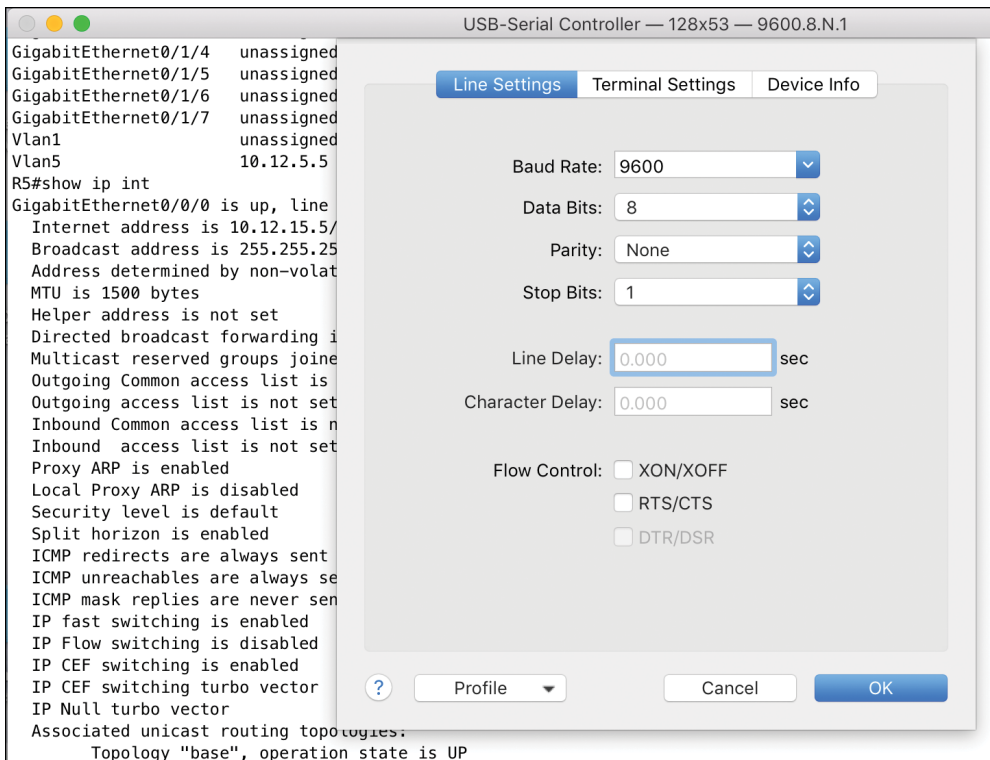 USB-Serial Controller — 128x53 — 9600.8.N.1
GigabitEthernet0/1/4   unassigned
GigabitEthernet0/1/5   unassigned
GigabitEthernet0/1/6   unassigned
GigabitEthernet0/1/7   unassigned
Vlan1                  unassigned
Vlan5                  10.12.5.5
R5#show ip int
GigabitEthernet0/0/0 is up, line
  Internet address is 10.12.15.5/
  Broadcast address is 255.255.25
  Address determined by non-volat
  MTU is 1500 bytes
  Helper address is not set
  Directed broadcast forwarding i
  Multicast reserved groups joine
  Outgoing Common access list is
  Outgoing access list is not set
  Inbound Common access list is n
  Inbound  access list is not set
  Proxy ARP is enabled
  Local Proxy ARP is disabled
  Security level is default
  Split horizon is enabled
  ICMP redirects are always sent
  ICMP unreachables are always se
  ICMP mask replies are never sen
  IP fast switching is enabled
  IP Flow switching is disabled
  IP CEF switching is enabled
  IP CEF switching turbo vector
  IP Null turbo vector
  Associated unicast routing topologies:
        Topology "base", operation state is UP
Line Settings Terminal Settings Device Info
Baud Rate: 9600
Data Bits: 8
Parity: None
Stop Bits: 1
Line Delay: 0.000 sec
Character Delay: 0.000 sec
Flow Control: XON/XOFF
RTS/CTS
DTR/DSR
? Profile Cancel OK